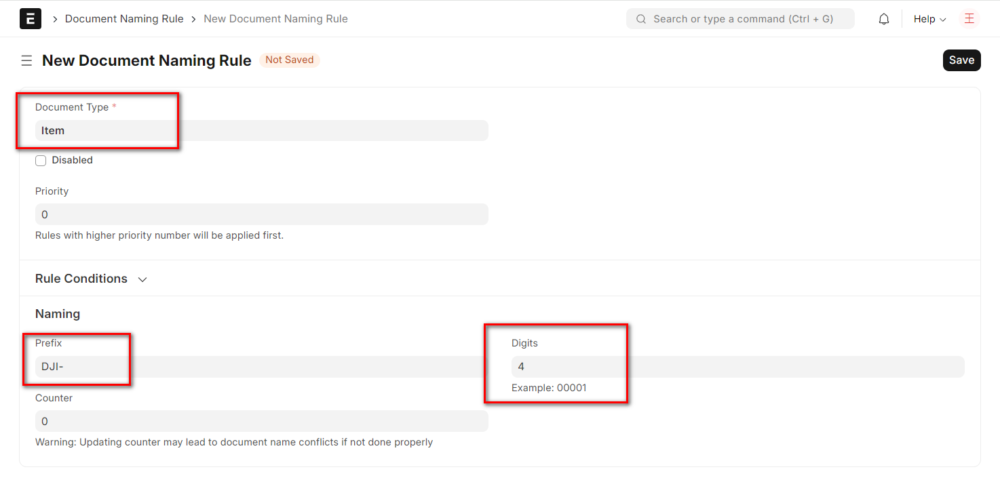 E
Document Naming Rule
New Document Naming Rule
Search or type a command (Ctrl + G)
Help
王
New Document Naming Rule
Not Saved
Save
Document Type *
Item
Disabled
Priority
0
Rules with higher priority number will be applied first.
Rule Conditions
Naming
Prefix
DJI-
Digits
4
Example: 00001
Counter
0
Warning: Updating counter may lead to document name conflicts if not done properly